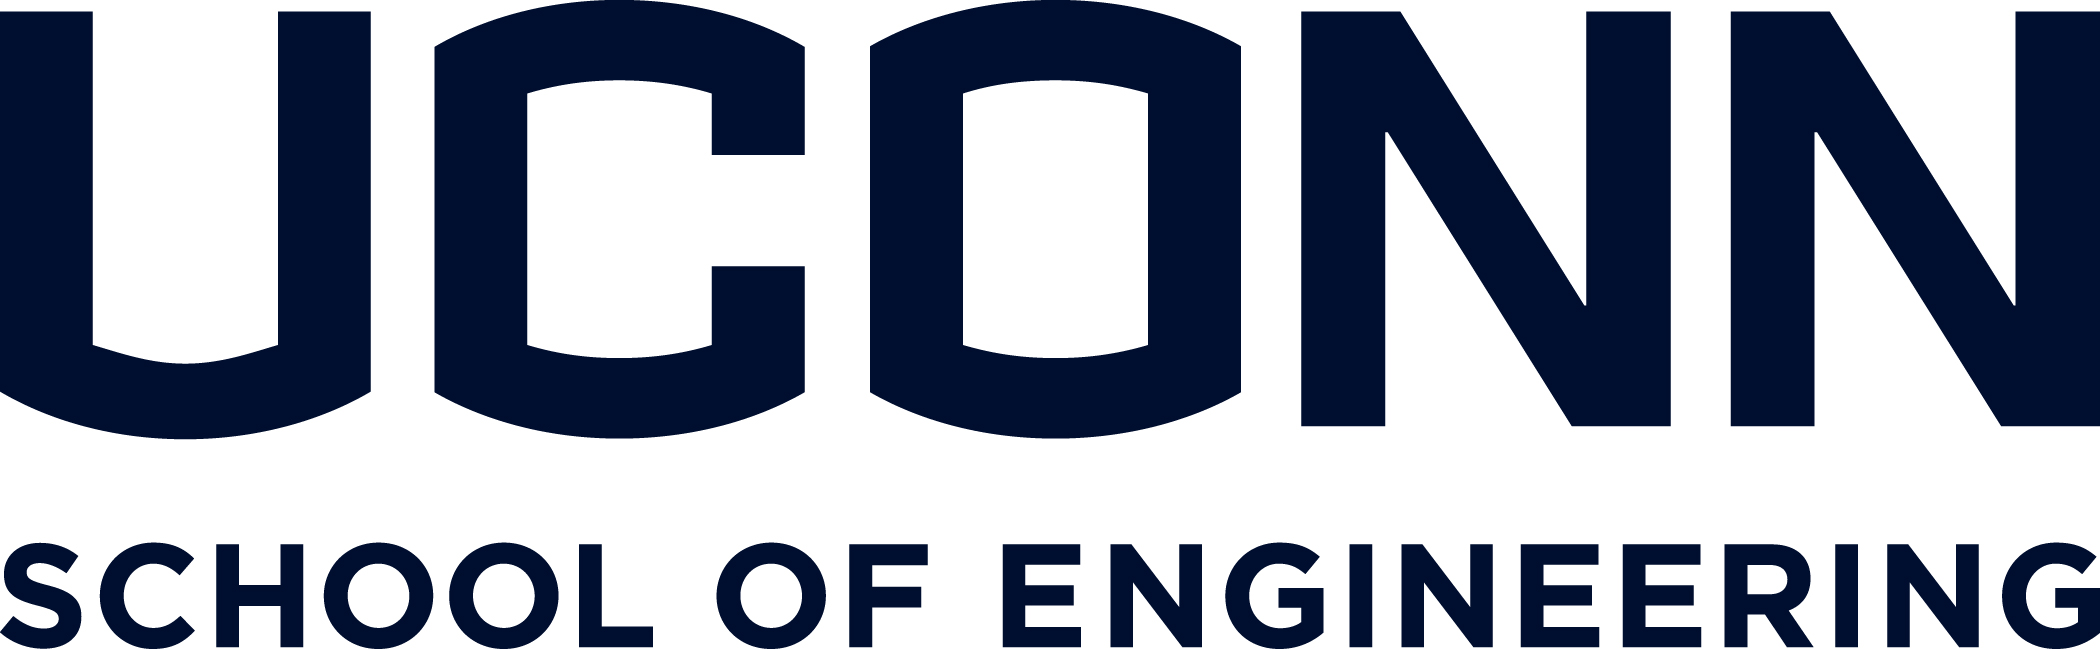 UCONN
SCHOOL OF ENGINEERING